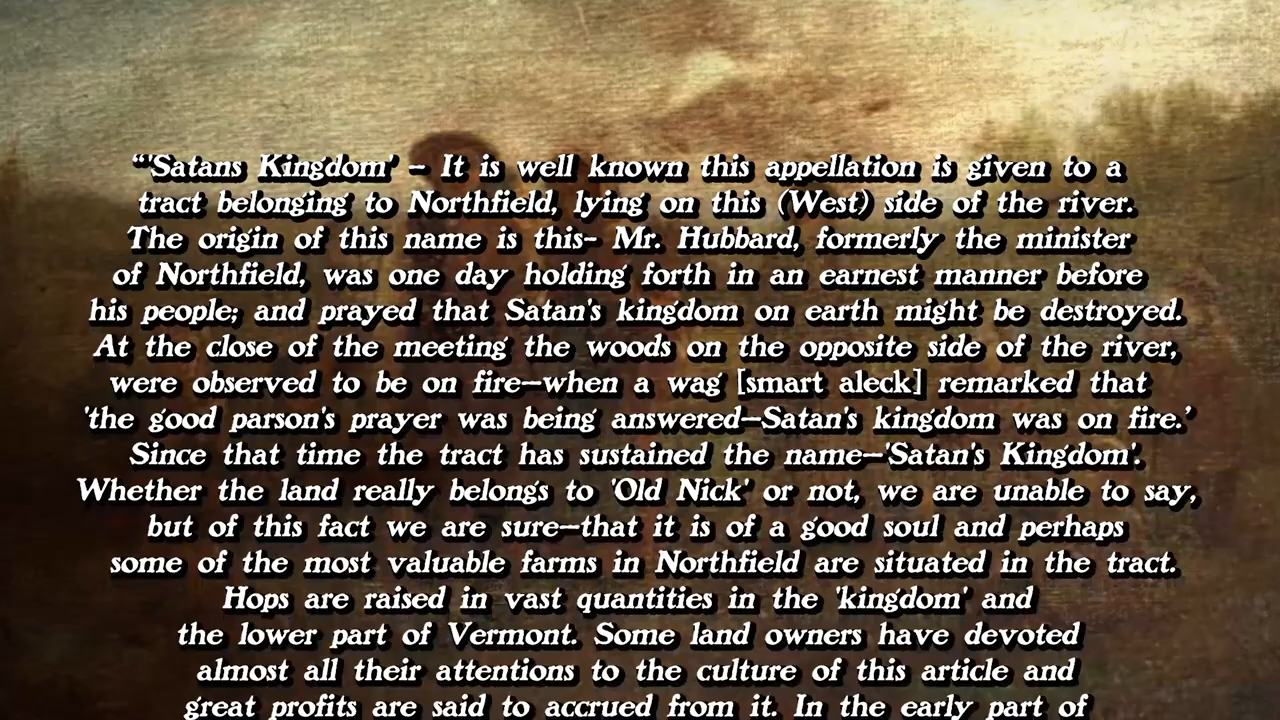 “'Satans Kingdom' – It is well known this appellation is given to a
tract belonging to Northfield, lying on this (West) side of the river.
The origin of this name is this– Mr. Hubbard, formerly the minister
of Northfield, was one day holding forth in an earnest manner before
his people; and prayed that Satan's kingdom on earth might be destroyed.
At the close of the meeting the woods on the opposite side of the river,
were observed to be on fire—when a wag [smart aleck] remarked that
'the good parson's prayer was being answered—Satan's kingdom was on fire.’
Since that time the tract has sustained the name—'Satan's Kingdom'.
Whether the land really belongs to 'Old Nick' or not, we are unable to say,
but of this fact we are sure—that it is of a good soul and perhaps
some of the most valuable farms in Northfield are situated in the tract.
Hops are raised in vast quantities in the 'kingdom' and
the lower part of Vermont. Some land owners have devoted
almost all their attentions to the culture of this article and
great profits are said to accrued from it. In the early part of